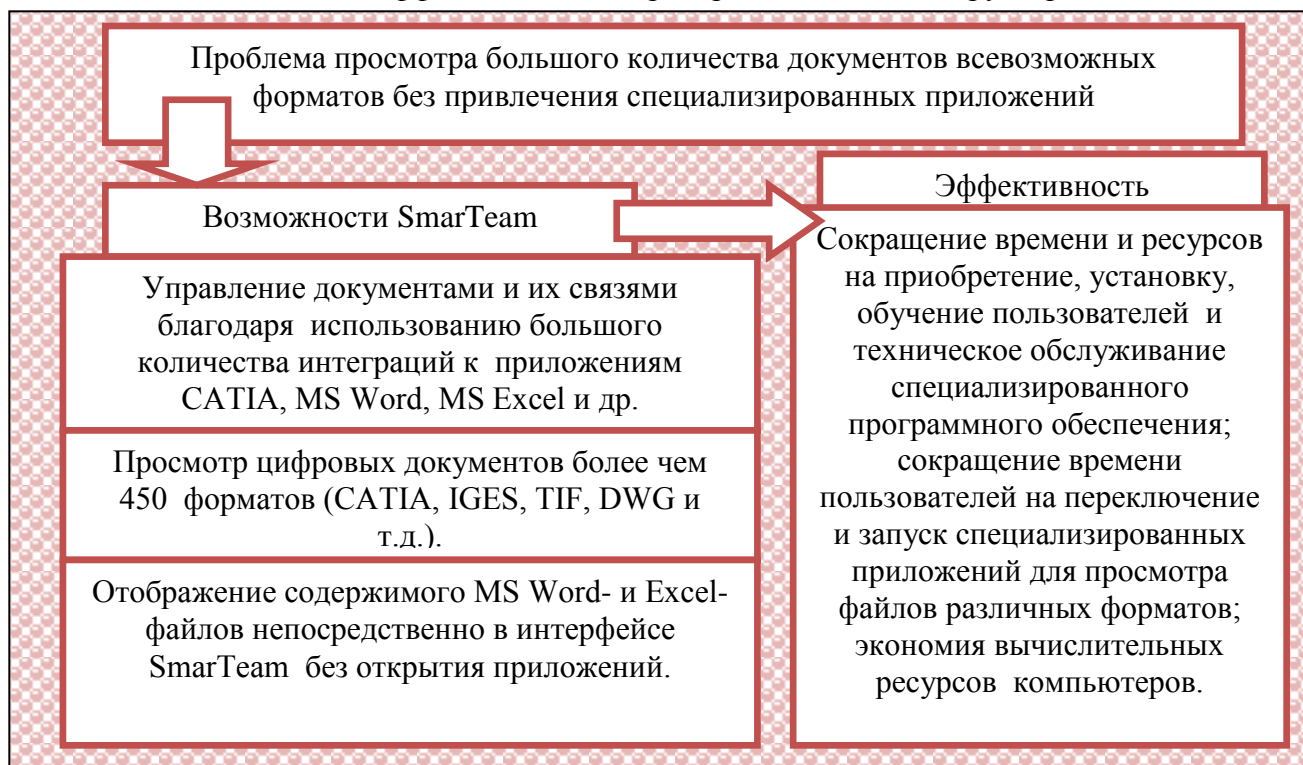 Проблема просмотра большого количества документов всевозможных
форматов без привлечения специализированных приложений
Возможности SmarTeam
Управление документами и их связями
благодаря использованию большого
количества интеграций к приложениям
CATIA, MS Word, MS Excel и др.
Просмотр цифровых документов более чем
450 форматов (CATIA, IGES, TIF, DWG и
т.д.).
Отображение содержимого MS Word- и Excel-
файлов непосредственно в интерфейсе
SmarTeam без открытия приложений.
Эффективность
Сокращение времени и ресурсов
на приобретение, установку,
обучение пользователей и
техническое обслуживание
специализированного
программного обеспечения;
сокращение времени
пользователей на переключение
и запуск специализированных
приложений для просмотра
файлов различных форматов;
экономия вычислительных
ресурсов компьютеров.